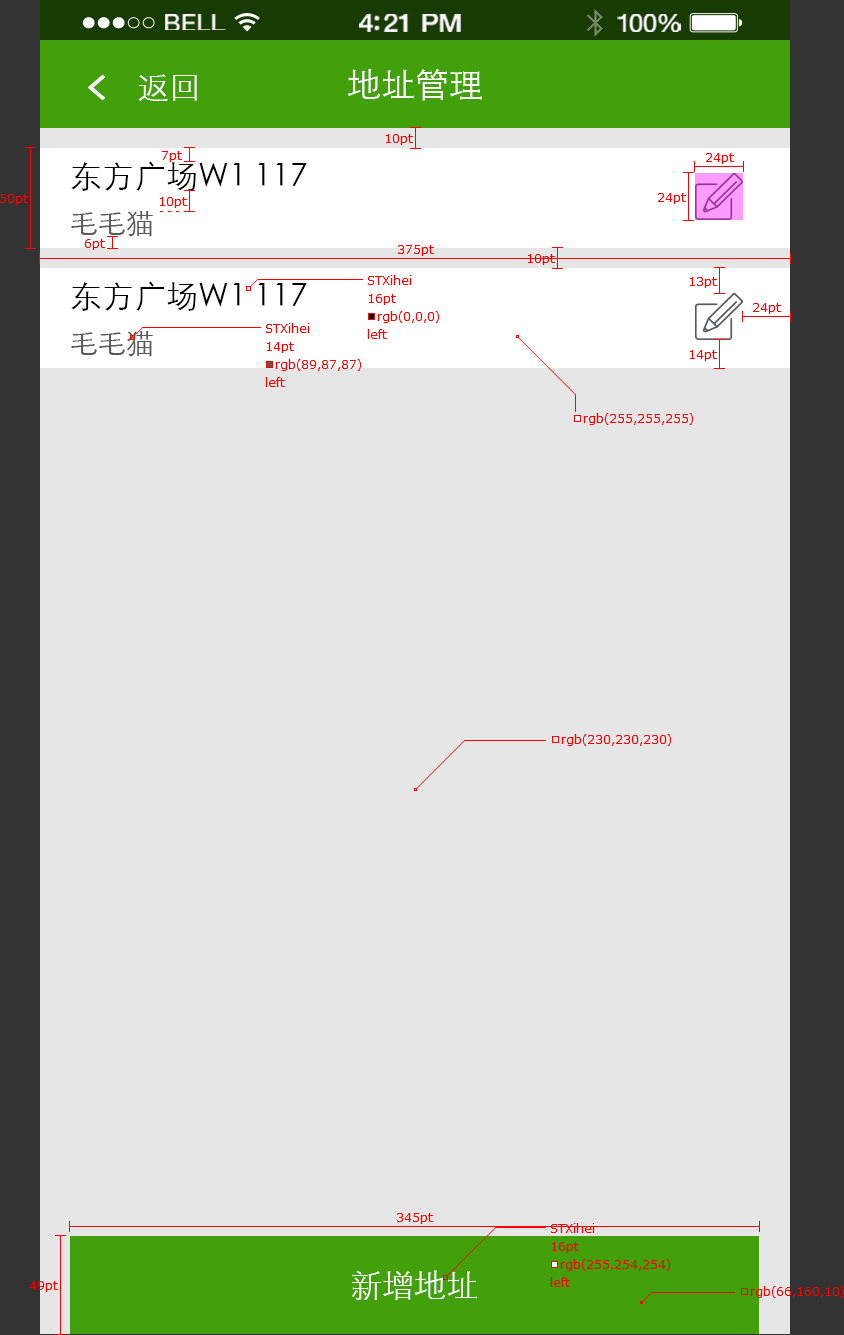 BELL 4:21 PM 100%
返回 地址管理
10pt
7pt
24pt
东方广场W1 117
50pt
24pt
10pt
毛毛猫
6pt
375pt
10pt
STXihei
13pt
东方广场W1 117
16pt
rgb(0,0,0)
24pt
STXihei
left
毛毛猫
14pt
14pt
rgb(89,87,87)
left
rgb(255,255,255)
rgb(230,230,230)
345pt
STXihei
16pt
rgb(255,254,254)
left
49pt
新增地址
rgb(66,160,10)